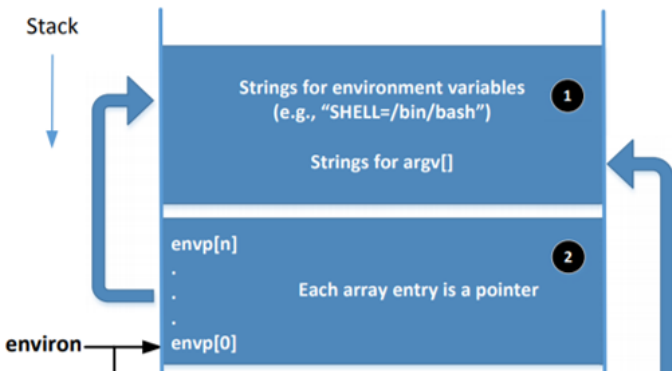 Stack
Strings for environment variables
(e.g., “SHELL=/bin/bash”)
1
Strings for argv[]
envp[n]
.
.
.
2
Each array entry is a pointer
environ
envp[0]